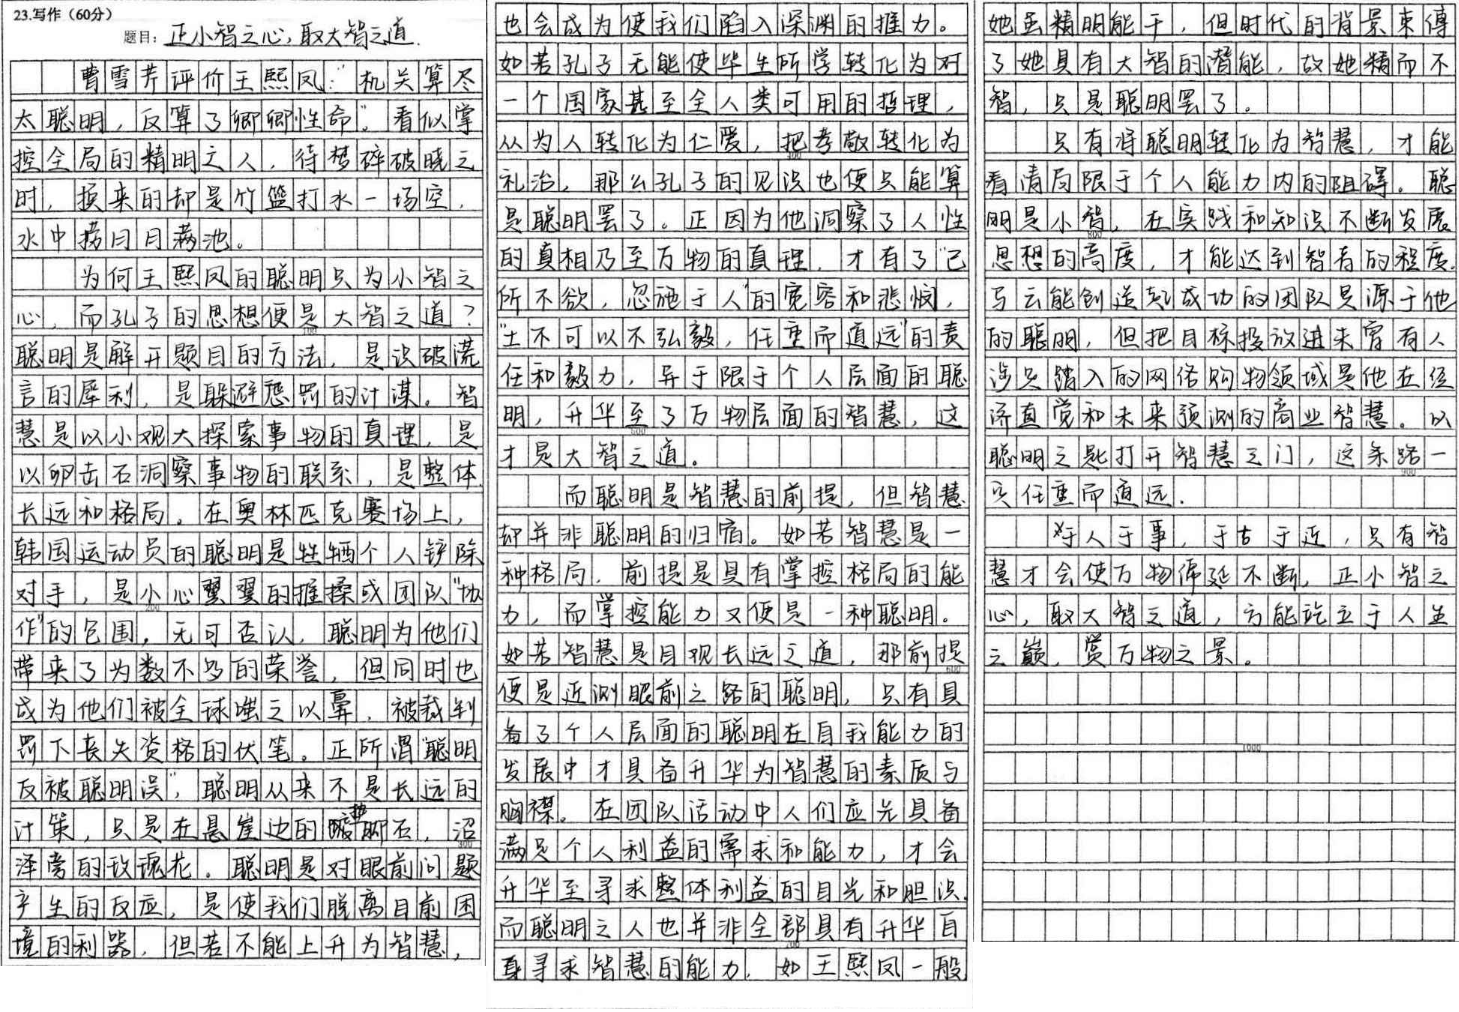 23.写作（60分）
题目：正小智之心，取大智之道.
曹雪芹评价王熙凤："机关算尽
太聪明，反算了卿卿性命"。看似掌
控全局的精明之人，待梦碎破晓之
时，换来的却是竹篮打水一场空，
水中捞月月满池。
为何王熙凤的聪明只为小智之
心，而孔子的思想便是大智之道？
聪明是解开题目的方法，是识破谎
言的犀利，是躲避惩罚的计谋。智
慧是以小观大探索事物的真理，是
以卵击石洞察事物的联系，是整体
长远和格局。在奥林匹克赛场上，
韩国运动员的聪明是牺牲个人铲除
对手，是小心翼翼的推搡或团队"协
作"的包围，无可否认，聪明为他们
带来了为数不多的荣誉，但同时也
成为他们被全球嗤之以鼻，被裁判
罚下丧失资格的伏笔。正所谓"聪明
反被聪明误"，聪明从来不是长远的
计策，只是在悬崖边的垫脚石，沼
泽旁的玫瑰花。聪明是对眼前问题
产生的反应，是使我们脱离目前困
境的利器，但若不能上升为智慧，
也会成为使我们陷入深渊的推力。
如若孔子无能使毕生所学转化为对
一个国家甚至全人类可用的哲理，
从为人转化为仁爱，把孝敬转化为
礼治，那么孔子的见识也便只能算
是聪明罢了。正因为他洞察了人性
的真相乃至万物的真理，才有了"己
所不欲，忽施于人"的宽容和悲悯，
"士不可以不弘毅，任重而道远"的责
任和毅力，异于限于个人层面的聪
明，升华至了万物层面的智慧，这
才是大智之道。
而聪明是智慧的前提，但智慧
却并非聪明的归宿。如若智慧是一
种格局，前提是具有掌控格局的能
力，而掌控能力又便是一种聪明。
如若智慧是目观长远之道，那前提
便是近测眼前之路的聪明，只有具
备了个人层面的聪明在自我能力的
发展中才具备升华为智慧的素质与
胸襟。在团队活动中人们应先具备
满足个人利益的需求和能力，才会
升华至寻求整体利益的目光和胆识，
而聪明之人也并非全部具有升华自
身寻求智慧的能力，如王熙凤一般
她虽精明能干，但时代的背景束缚
了她具有大智的潜能，故她精而不
智，只是聪明罢了。
只有将聪明转化为智慧，才能
看清局限于个人能力内的阻碍。聪
明是小智，在实践和知识不断发展
思想的高度，才能达到智者的程度。
马云能创造如成功的团队是源于他
的聪明，但把目标投放进未曾有人
涉足踏入的网络购物领域是他在经
济直觉和未来预测的商业智慧。以
聪明之匙打开智慧之门，这条路一
实任重而道远.
于人于事，于古于近，只有智
慧才会使万物绵延不断，正小智之
心，取大智之道，方能屹立于人生
之巅，赏万物之景。